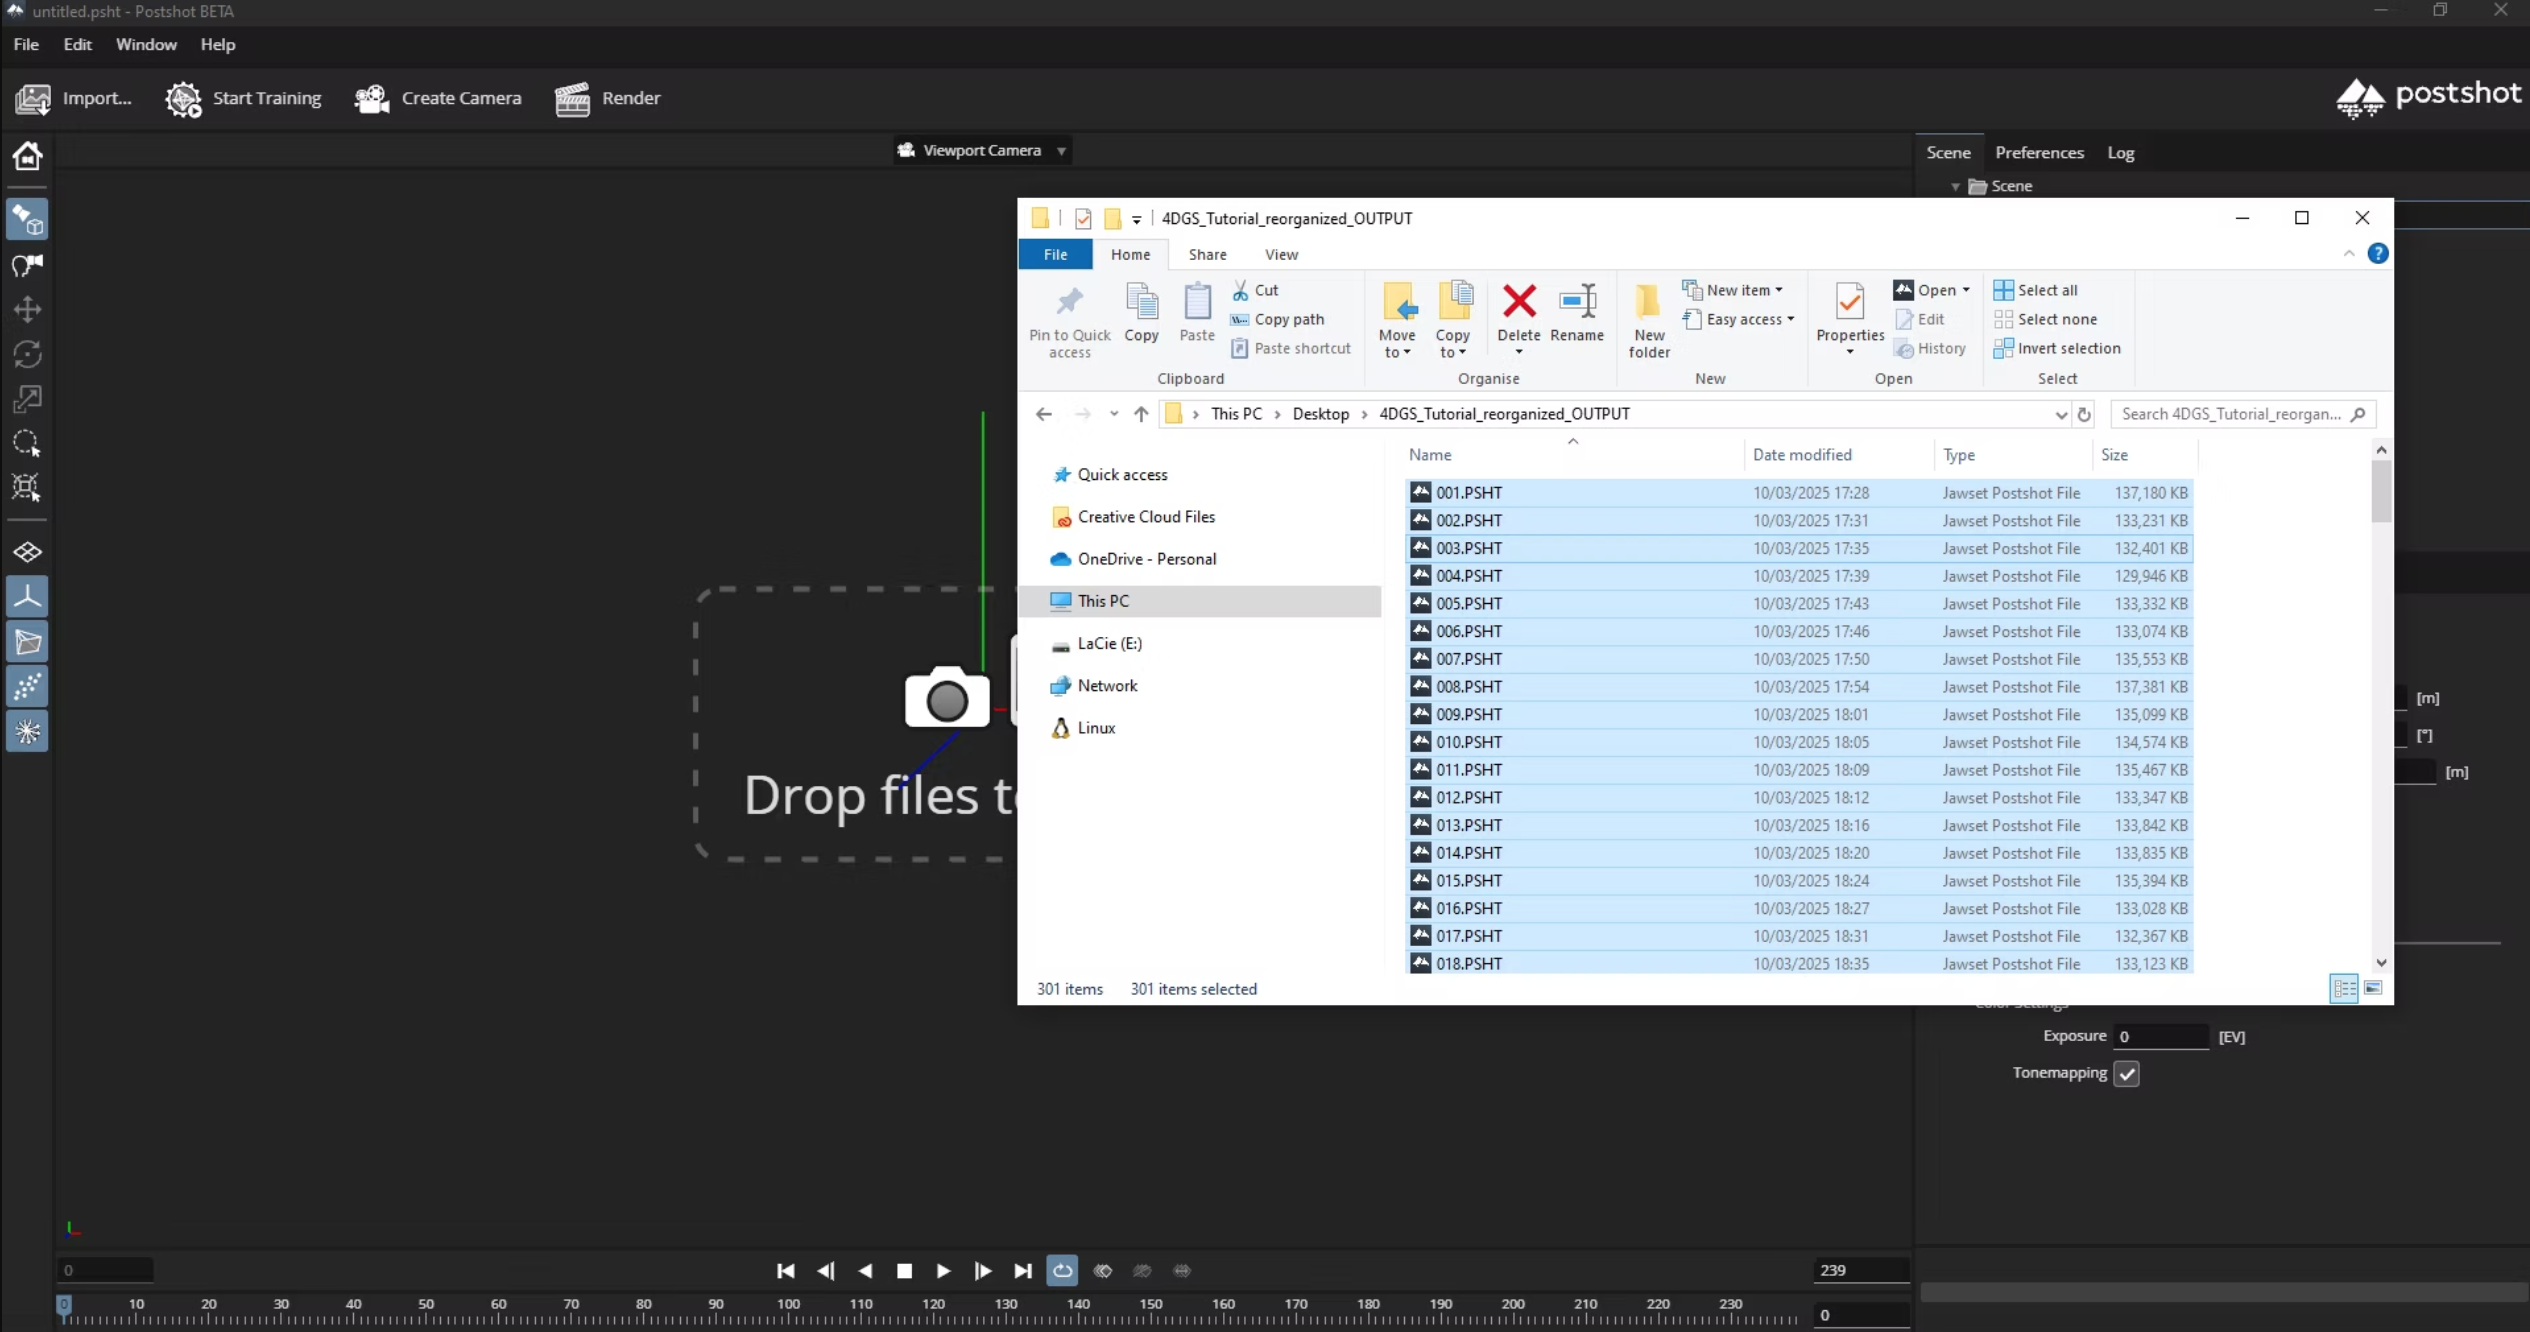 untitled.psht - Postshot BETA
File Edit Window Help
Import... Start Training Create Camera Render
postshot
Viewport Camera
Scene Preferences Log
Scene
4DGS_Tutorial_reorganized_OUTPUT
File Home Share View
Pin to Quick access
Copy
Paste
Cut
Copy path
Paste shortcut
Clipboard
Move to
Copy to
Delete
Rename
Organise
New folder
New item
Easy access
New
Properties
Open
Edit
History
Open
Select all
Select none
Invert selection
Select
This PC > Desktop > 4DGS_Tutorial_reorganized_OUTPUT
Search 4DGS_Tutorial_reorgan...
Quick access
Creative Cloud Files
OneDrive - Personal
This PC
LaCie (E:)
Network
Linux
Name Date modified Type Size
001.PSHT 10/03/2025 17:28 Jawset Postshot File 137,180 KB
002.PSHT 10/03/2025 17:31 Jawset Postshot File 133,231 KB
003.PSHT 10/03/2025 17:35 Jawset Postshot File 132,401 KB
004.PSHT 10/03/2025 17:39 Jawset Postshot File 129,946 KB
005.PSHT 10/03/2025 17:43 Jawset Postshot File 133,332 KB
006.PSHT 10/03/2025 17:46 Jawset Postshot File 133,074 KB
007.PSHT 10/03/2025 17:50 Jawset Postshot File 135,553 KB
008.PSHT 10/03/2025 17:54 Jawset Postshot File 137,381 KB
009.PSHT 10/03/2025 18:01 Jawset Postshot File 135,099 KB
010.PSHT 10/03/2025 18:05 Jawset Postshot File 134,574 KB
011.PSHT 10/03/2025 18:09 Jawset Postshot File 135,467 KB
012.PSHT 10/03/2025 18:12 Jawset Postshot File 133,347 KB
013.PSHT 10/03/2025 18:16 Jawset Postshot File 133,842 KB
014.PSHT 10/03/2025 18:20 Jawset Postshot File 133,835 KB
015.PSHT 10/03/2025 18:24 Jawset Postshot File 135,394 KB
016.PSHT 10/03/2025 18:27 Jawset Postshot File 133,028 KB
017.PSHT 10/03/2025 18:31 Jawset Postshot File 132,367 KB
018.PSHT 10/03/2025 18:35 Jawset Postshot File 133,123 KB
301 items 301 items selected
Drop files t
[m]
[°]
[m]
Exposure 0 [EV]
Tonemapping
0
239
0 10 20 30 40 50 60 70 80 90 100 110 120 130 140 150 160 170 180 190 200 210 220 230
0